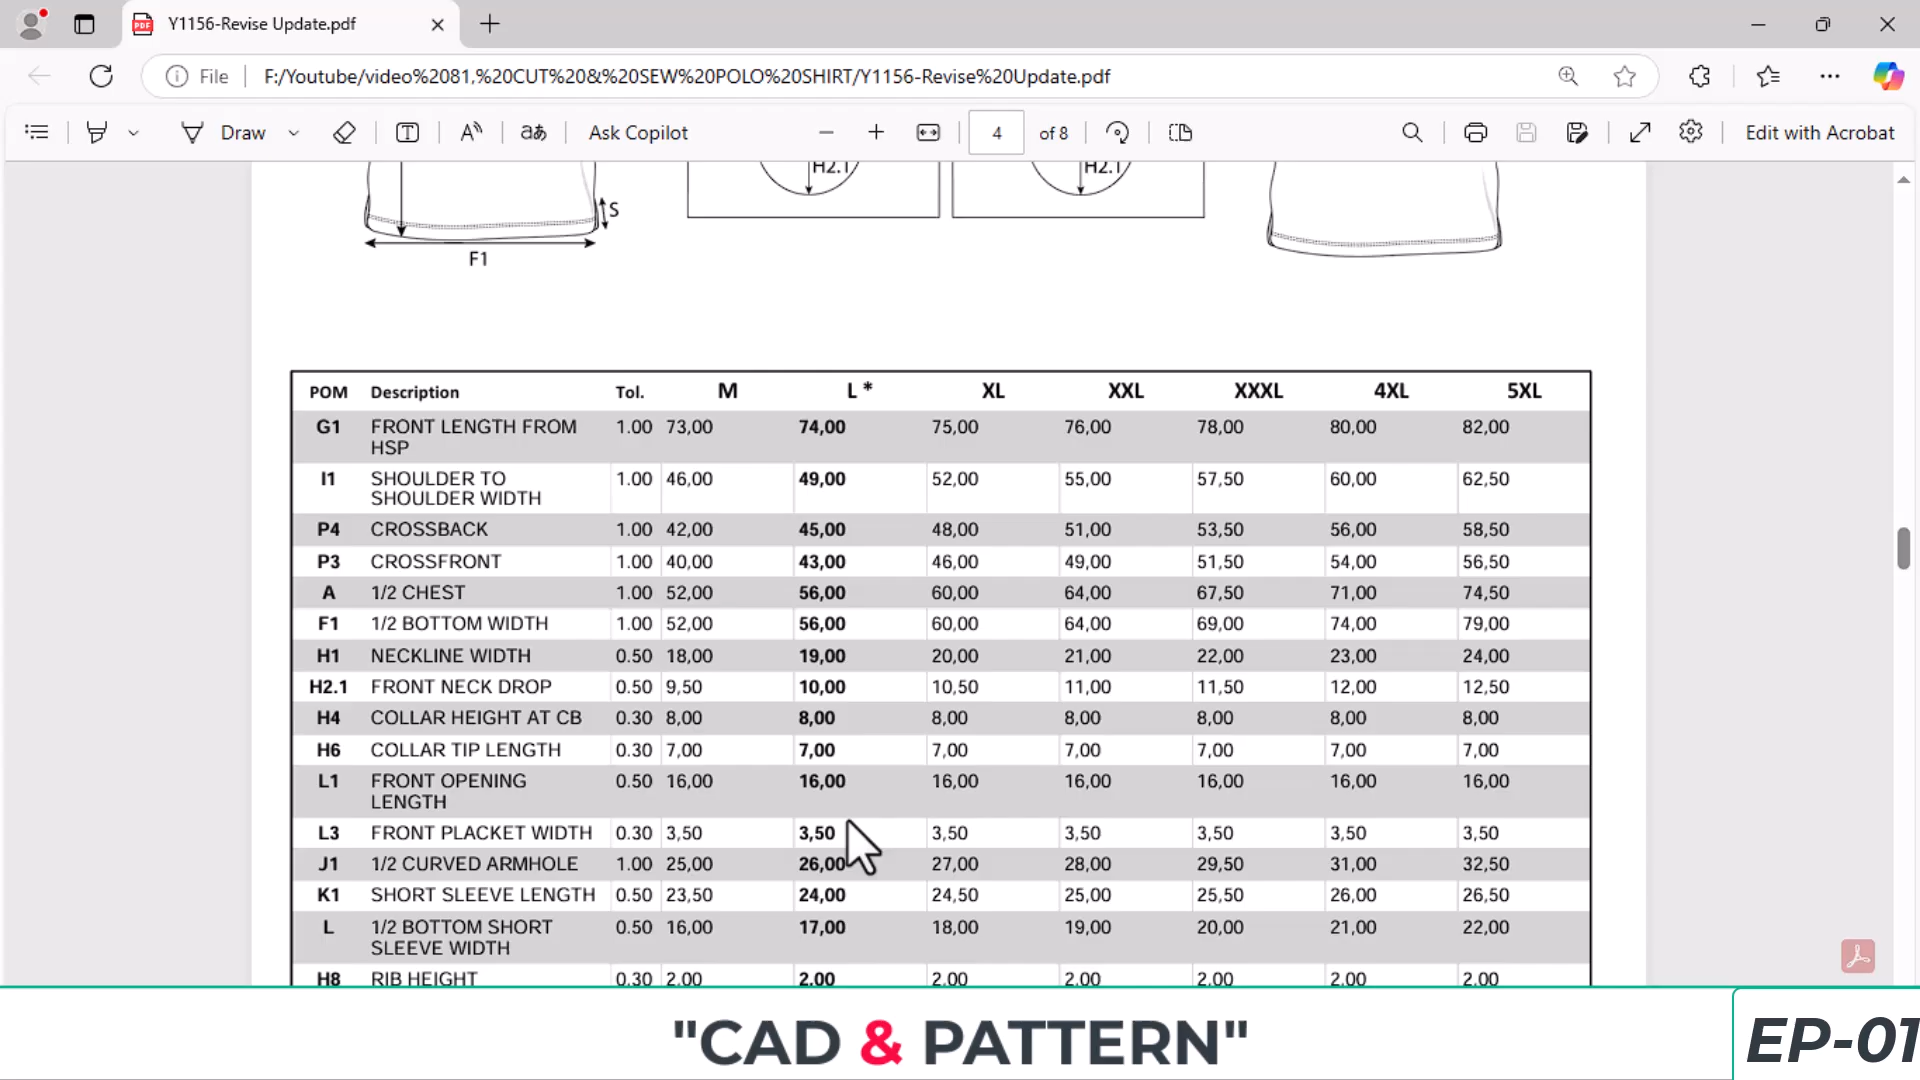 Y1156-Revise Update.pdf
File F:/Youtube/video%2081,%20CUT%20&%20SEW%20POLO%20SHIRT/Y1156-Revise%20Update.pdf
Draw Ask Copilot 4 of 8 Edit with Acrobat
H2.1 H2.1
S
F1
POM Description Tol. M L * XL XXL XXXL 4XL 5XL
G1 FRONT LENGTH FROM 1.00 73,00 74,00 75,00 76,00 78,00 80,00 82,00
HSP
I1 SHOULDER TO 1.00 46,00 49,00 52,00 55,00 57,50 60,00 62,50
SHOULDER WIDTH
P4 CROSSBACK 1.00 42,00 45,00 48,00 51,00 53,50 56,00 58,50
P3 CROSSFRONT 1.00 40,00 43,00 46,00 49,00 51,50 54,00 56,50
A 1/2 CHEST 1.00 52,00 56,00 60,00 64,00 67,50 71,00 74,50
F1 1/2 BOTTOM WIDTH 1.00 52,00 56,00 60,00 64,00 69,00 74,00 79,00
H1 NECKLINE WIDTH 0.50 18,00 19,00 20,00 21,00 22,00 23,00 24,00
H2.1 FRONT NECK DROP 0.50 9,50 10,00 10,50 11,00 11,50 12,00 12,50
H4 COLLAR HEIGHT AT CB 0.30 8,00 8,00 8,00 8,00 8,00 8,00 8,00
H6 COLLAR TIP LENGTH 0.30 7,00 7,00 7,00 7,00 7,00 7,00 7,00
L1 FRONT OPENING 0.50 16,00 16,00 16,00 16,00 16,00 16,00 16,00
LENGTH
L3 FRONT PLACKET WIDTH 0.30 3,50 3,50 3,50 3,50 3,50 3,50 3,50
J1 1/2 CURVED ARMHOLE 1.00 25,00 26,00 27,00 28,00 29,50 31,00 32,50
K1 SHORT SLEEVE LENGTH 0.50 23,50 24,00 24,50 25,00 25,50 26,00 26,50
L 1/2 BOTTOM SHORT 0.50 16,00 17,00 18,00 19,00 20,00 21,00 22,00
SLEEVE WIDTH
H8 RIB HEIGHT 0.30 2,00 2,00 2,00 2,00 2,00 2,00 2,00
"CAD & PATTERN"
EP-01